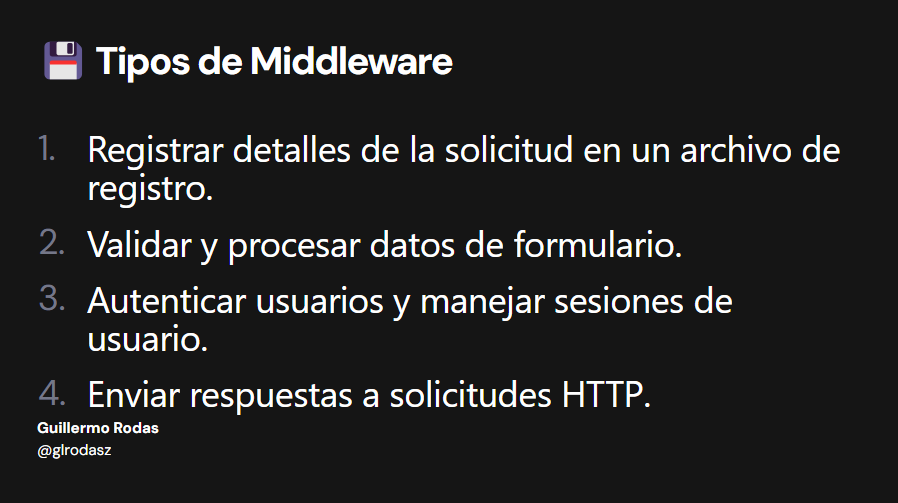 Tipos de Middleware
1. Registrar detalles de la solicitud en un archivo de
registro.
2. Validar y procesar datos de formulario.
3. Autenticar usuarios y manejar sesiones de
usuario.
4. Enviar respuestas a solicitudes HTTP.
Guillermo Rodas
@glrodasz